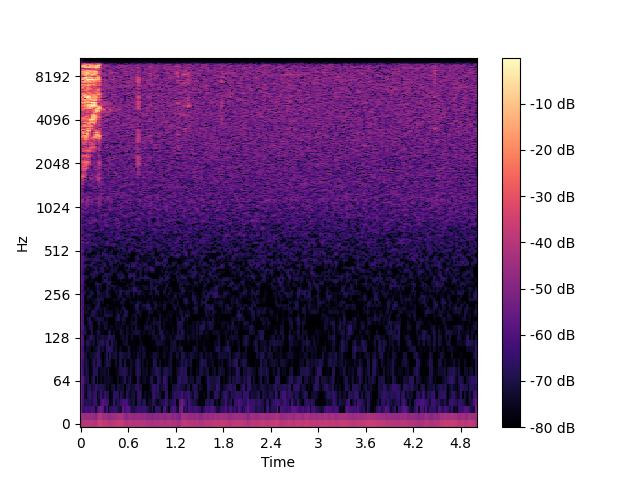 8192
4096
2048
1024
512
256
128
64
0
Hz
0 0.6 1.2 1.8 2.4 3 3.6 4.2 4.8
Time
-10 dB
-20 dB
-30 dB
-40 dB
-50 dB
-60 dB
-70 dB
-80 dB